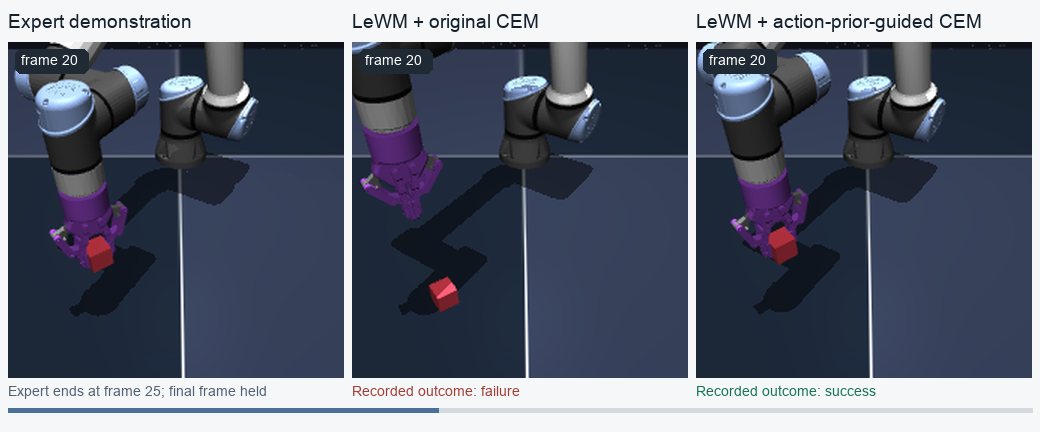 Expert demonstration
LeWM + original CEM
LeWM + action-prior-guided CEM
frame 20
frame 20
frame 20
Expert ends at frame 25; final frame held
Recorded outcome: failure
Recorded outcome: success